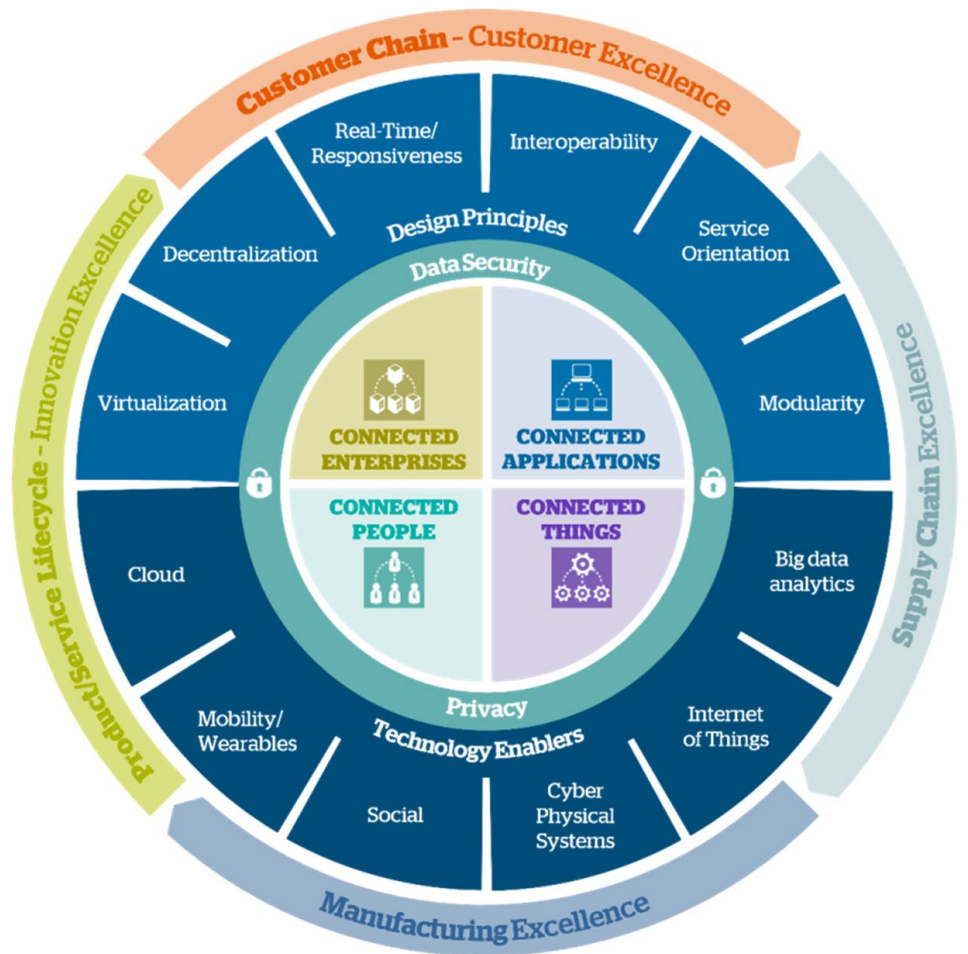 Customer Chain – Customer Excellence
Supply Chain Excellence
Manufacturing Excellence
Product/Service Lifecycle – Innovation Excellence
Real-Time/
Responsiveness
Interoperability
Service
Orientation
Modularity
Decentralization
Virtualization
Design Principles
Data Security
CONNECTED
ENTERPRISES
CONNECTED
APPLICATIONS
CONNECTED
PEOPLE
CONNECTED
THINGS
Privacy
Technology Enablers
Cloud
Mobility/
Wearables
Social
Cyber
Physical
Systems
Internet
of Things
Big data
analytics